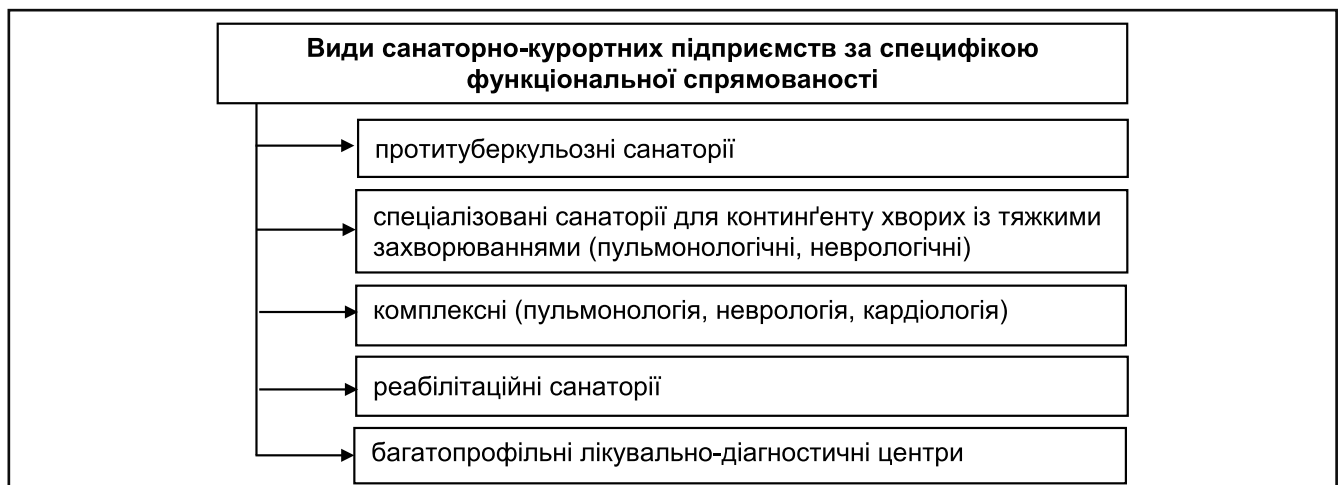 Види санаторно-курортних підприємств за специфікою
функціональної спрямованості
протитуберкульозні санаторії
спеціалізовані санаторії для континґенту хворих із тяжкими
захворюваннями (пульмонологічні, неврологічні)
комплексні (пульмонологія, неврологія, кардіологія)
реабілітаційні санаторії
багатопрофільні лікувально-діагностичні центри